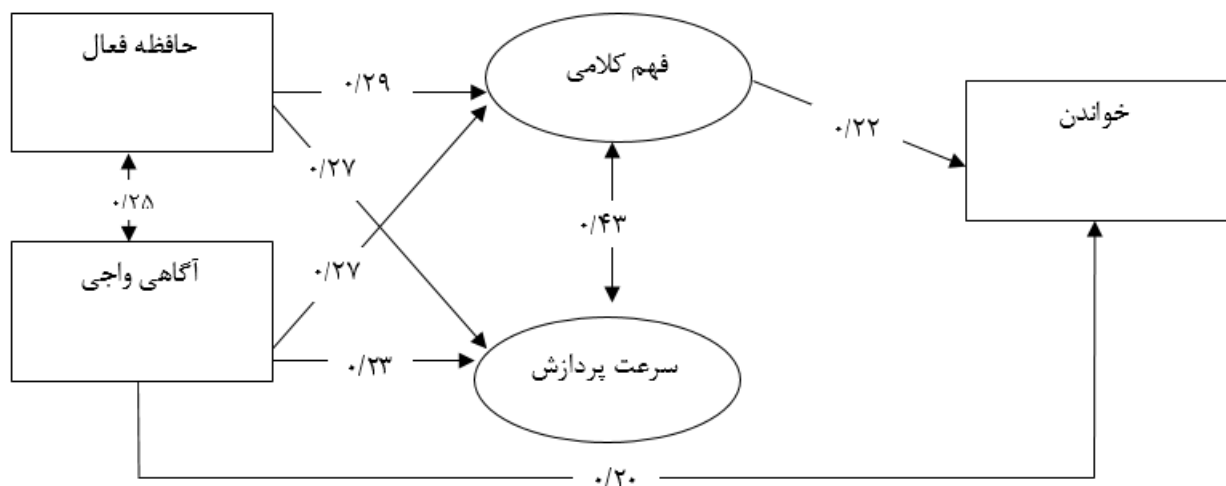 حافظه فعال
فهم کلامی
خواندن
۰/۲۹
۰/۲۲
۰/۲۷
۰/۲۵
۰/۴۳
آگاهی واجی
۰/۲۷
۰/۲۳
سرعت پردازش
۰/۲۰